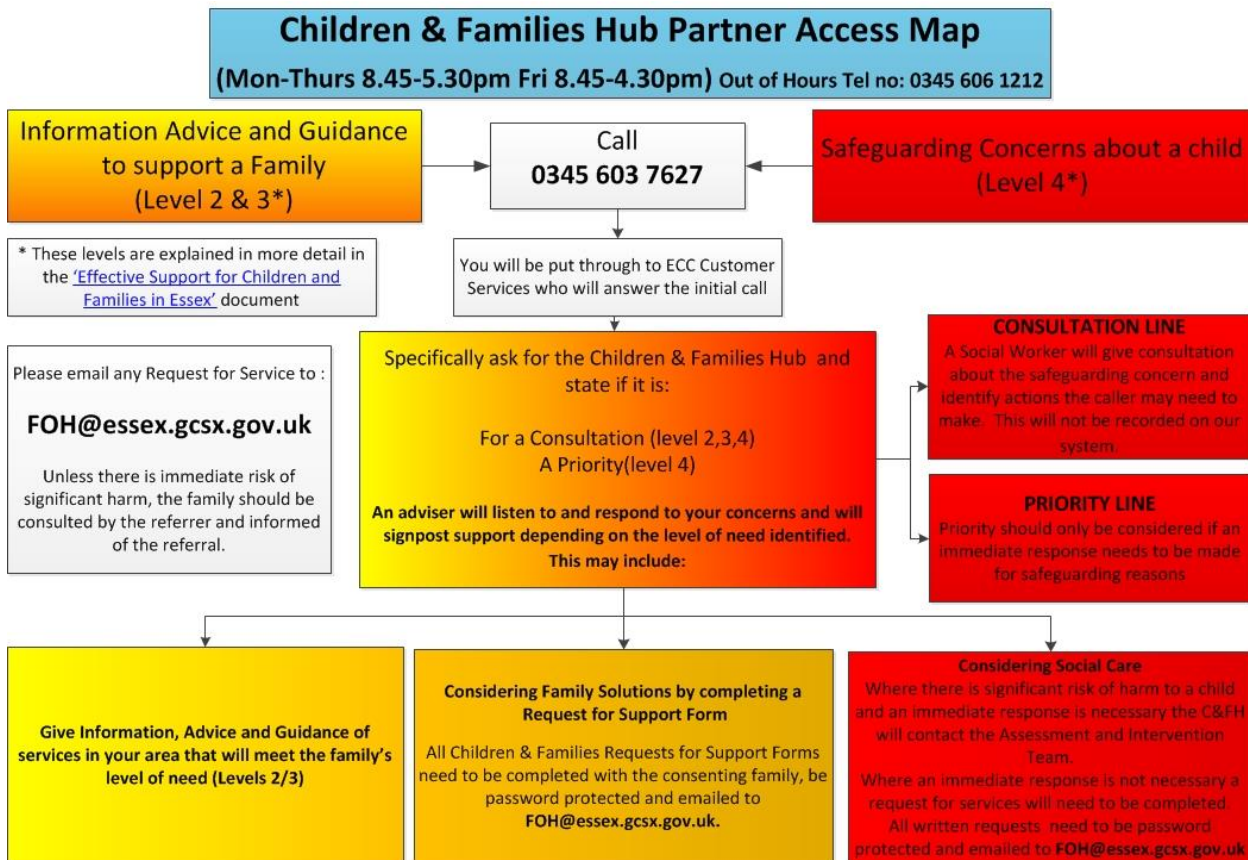 Children & Families Hub Partner Access Map
(Mon-Thurs 8.45-5.30pm Fri 8.45-4.30pm) Out of Hours Tel no: 0345 606 1212
Information Advice and Guidance
to support a Family
(Level 2 & 3*)
Call
0345 603 7627
Safeguarding Concerns about a child
(Level 4*)
* These levels are explained in more detail in
the ‘Effective Support for Children and
Families in Essex’ document
You will be put through to ECC Customer
Services who will answer the initial call
Please email any Request for Service to :
FOH@essex.gcsx.gov.uk
Unless there is immediate risk of
significant harm, the family should be
consulted by the referrer and informed
of the referral.
Specifically ask for the Children & Families Hub and
state if it is:
For a Consultation (level 2,3,4)
A Priority(level 4)
An adviser will listen to and respond to your concerns and will
signpost support depending on the level of need identified.
This may include:
CONSULTATION LINE
A Social Worker will give consultation
about the safeguarding concern and
identify actions the caller may need to
make. This will not be recorded on our
system.
PRIORITY LINE
Priority should only be considered if an
immediate response needs to be made
for safeguarding reasons
Give Information, Advice and Guidance of
services in your area that will meet the family’s
level of need (Levels 2/3)
Considering Family Solutions by completing a
Request for Support Form
All Children & Families Requests for Support Forms
need to be completed with the consenting family, be
password protected and emailed to
FOH@essex.gcsx.gov.uk.
Considering Social Care
Where there is significant risk of harm to a child
and an immediate response is necessary the C&FH
will contact the Assessment and Intervention
Team.
Where an immediate response is not necessary a
request for services will need to be completed.
All written requests need to be password
protected and emailed to FOH@essex.gcsx.gov.uk